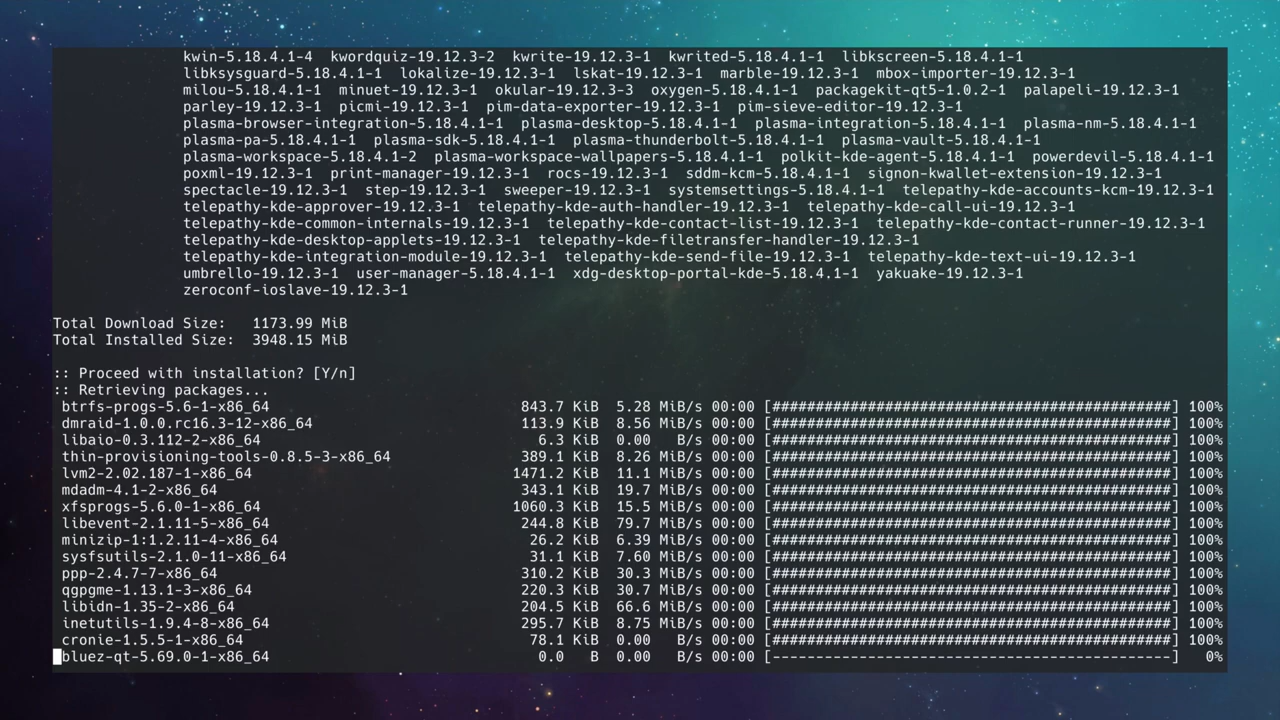 kwin-5.18.4.1-4  kwordquiz-19.12.3-2  kwrite-19.12.3-1  kwrited-5.18.4.1-1  libkscreen-5.18.4.1-1
libksysguard-5.18.4.1-1  lokalize-19.12.3-1  lskat-19.12.3-1  marble-19.12.3-1  mbox-importer-19.12.3-1
milou-5.18.4.1-1  minuet-19.12.3-1  okular-19.12.3-3  oxygen-5.18.4.1-1  packagekit-qt5-1.0.2-1  palapeli-19.12.3-1
parley-19.12.3-1  picmi-19.12.3-1  pim-data-exporter-19.12.3-1  pim-sieve-editor-19.12.3-1
plasma-browser-integration-5.18.4.1-1  plasma-desktop-5.18.4.1-1  plasma-integration-5.18.4.1-1  plasma-nm-5.18.4.1-1
plasma-pa-5.18.4.1-1  plasma-sdk-5.18.4.1-1  plasma-thunderbolt-5.18.4.1-1  plasma-vault-5.18.4.1-1
plasma-workspace-5.18.4.1-2  plasma-workspace-wallpapers-5.18.4.1-1  polkit-kde-agent-5.18.4.1-1  powerdevil-5.18.4.1-1
poxml-19.12.3-1  print-manager-19.12.3-1  rocs-19.12.3-1  sddm-kcm-5.18.4.1-1  signon-kwallet-extension-19.12.3-1
spectacle-19.12.3-1  step-19.12.3-1  sweeper-19.12.3-1  systemsettings-5.18.4.1-1  telepathy-kde-accounts-kcm-19.12.3-1
telepathy-kde-approver-19.12.3-1  telepathy-kde-auth-handler-19.12.3-1  telepathy-kde-call-ui-19.12.3-1
telepathy-kde-common-internals-19.12.3-1  telepathy-kde-contact-list-19.12.3-1  telepathy-kde-contact-runner-19.12.3-1
telepathy-kde-desktop-applets-19.12.3-1  telepathy-kde-filetransfer-handler-19.12.3-1
telepathy-kde-integration-module-19.12.3-1  telepathy-kde-send-file-19.12.3-1  telepathy-kde-text-ui-19.12.3-1
umbrello-19.12.3-1  user-manager-5.18.4.1-1  xdg-desktop-portal-kde-5.18.4.1-1  yakuake-19.12.3-1
zeroconf-ioslave-19.12.3-1
Total Download Size:   1173.99 MiB
Total Installed Size:  3948.15 MiB
:: Proceed with installation? [Y/n]
:: Retrieving packages...
btrfs-progs-5.6-1-x86_64  843.7 KiB  5.28 MiB/s 00:00 [##############################################] 100%
dmraid-1.0.0.rc16.3-12-x86_64  113.9 KiB  8.56 MiB/s 00:00 [##############################################] 100%
libaio-0.3.112-2-x86_64  6.3 KiB  0.00   B/s 00:00 [##############################################] 100%
thin-provisioning-tools-0.8.5-3-x86_64  389.1 KiB  8.26 MiB/s 00:00 [##############################################] 100%
lvm2-2.02.187-1-x86_64  1471.2 KiB  11.1 MiB/s 00:00 [##############################################] 100%
mdadm-4.1-2-x86_64  343.1 KiB  19.7 MiB/s 00:00 [##############################################] 100%
xfsprogs-5.6.0-1-x86_64  1060.3 KiB  15.5 MiB/s 00:00 [##############################################] 100%
libevent-2.1.11-5-x86_64  244.8 KiB  79.7 MiB/s 00:00 [##############################################] 100%
minizip-1:1.2.11-4-x86_64  26.2 KiB  6.39 MiB/s 00:00 [##############################################] 100%
sysfsutils-2.1.0-11-x86_64  31.1 KiB  7.60 MiB/s 00:00 [##############################################] 100%
ppp-2.4.7-7-x86_64  310.2 KiB  30.3 MiB/s 00:00 [##############################################] 100%
qgpgme-1.13.1-3-x86_64  220.3 KiB  30.7 MiB/s 00:00 [##############################################] 100%
libidn-1.35-2-x86_64  204.5 KiB  66.6 MiB/s 00:00 [##############################################] 100%
inetutils-1.9.4-8-x86_64  295.7 KiB  8.75 MiB/s 00:00 [##############################################] 100%
cronie-1.5.5-1-x86_64  78.1 KiB  0.00   B/s 00:00 [##############################################] 100%
bluez-qt-5.69.0-1-x86_64  0.0   B  0.00   B/s 00:00 [----------------------------------------------]   0%